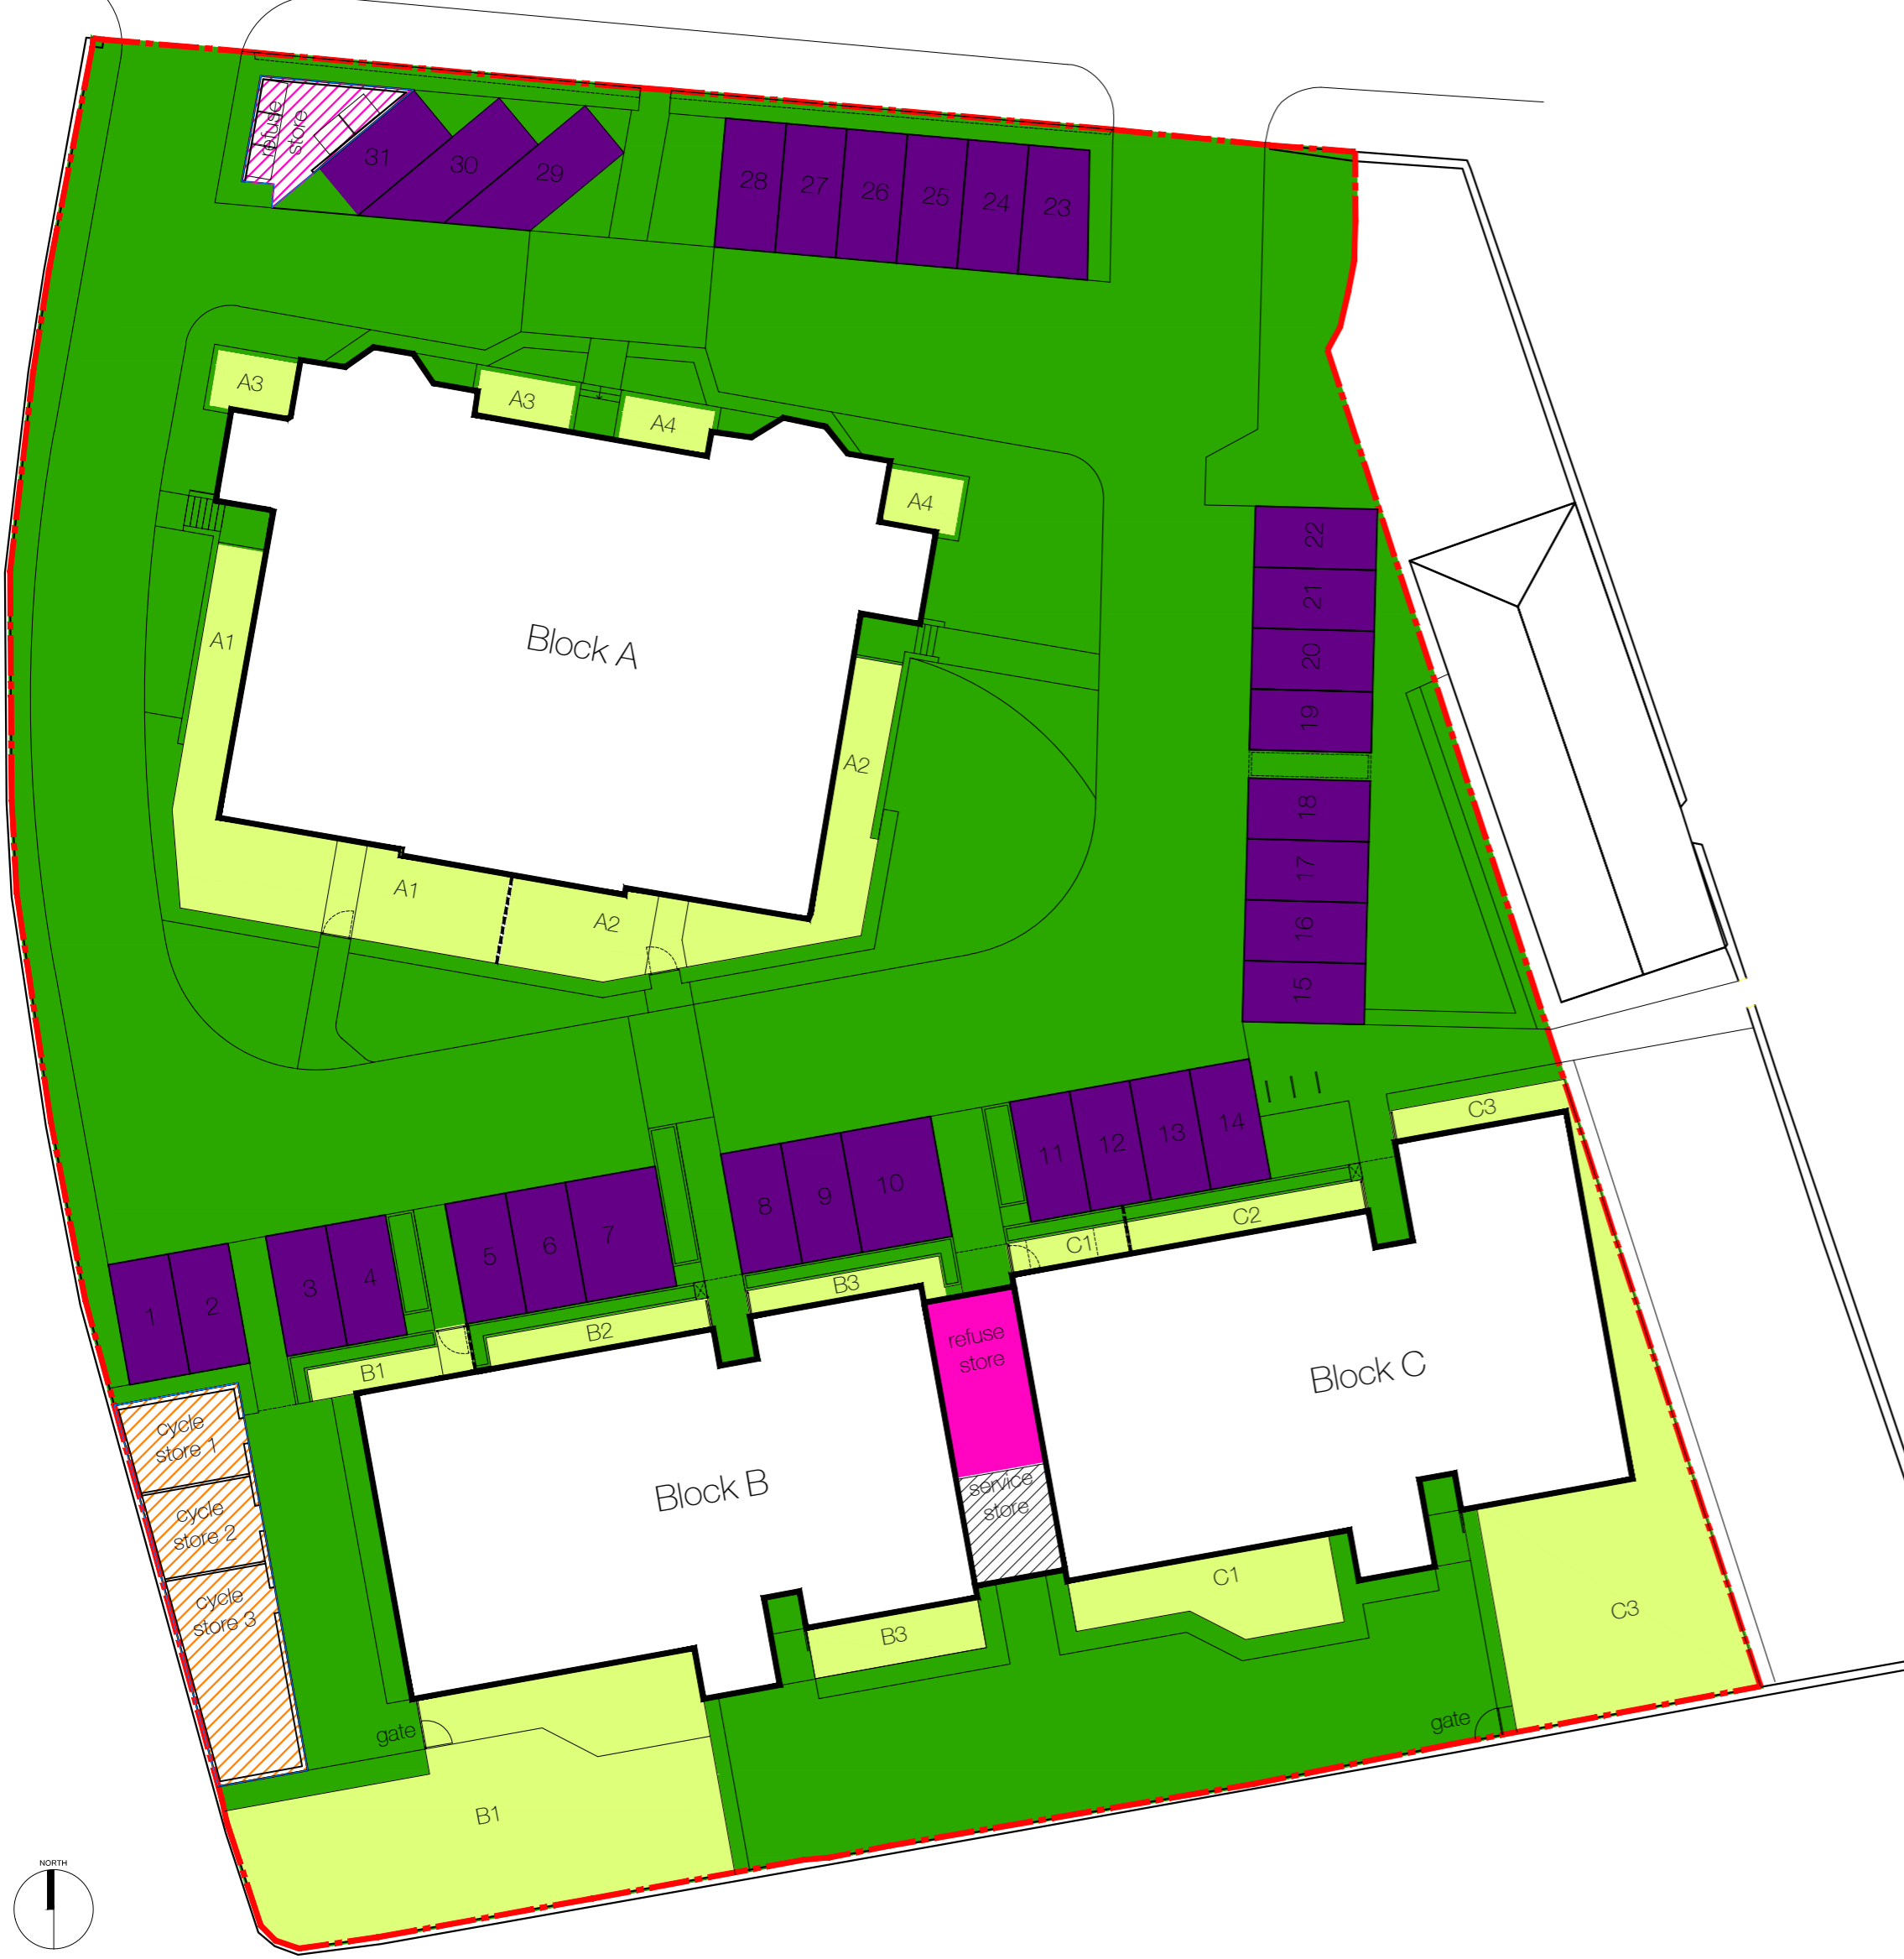 refuse
store
31
30
29
28
27
26
25
24
23
A3
A3
A4
A4
22
21
20
19
18
17
16
15
A1
Block A
A2
A1
A2
1
2
3
4
5
6
7
8
9
10
11
12
13
14
C3
C2
C1
B3
B2
B1
refuse
store
Block C
service
store
Block B
cycle
store 1
cycle
store 2
cycle
store 3
C1
B3
C3
gate
gate
B1
NORTH